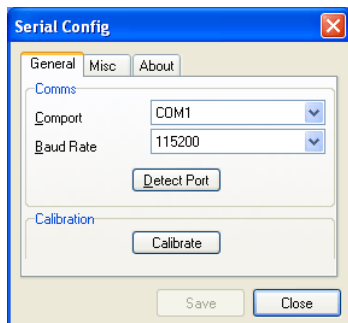 Serial Config
General Misc About
Comms
Comport COM1
Baud Rate 115200
Detect Port
Calibration
Calibrate
Save Close